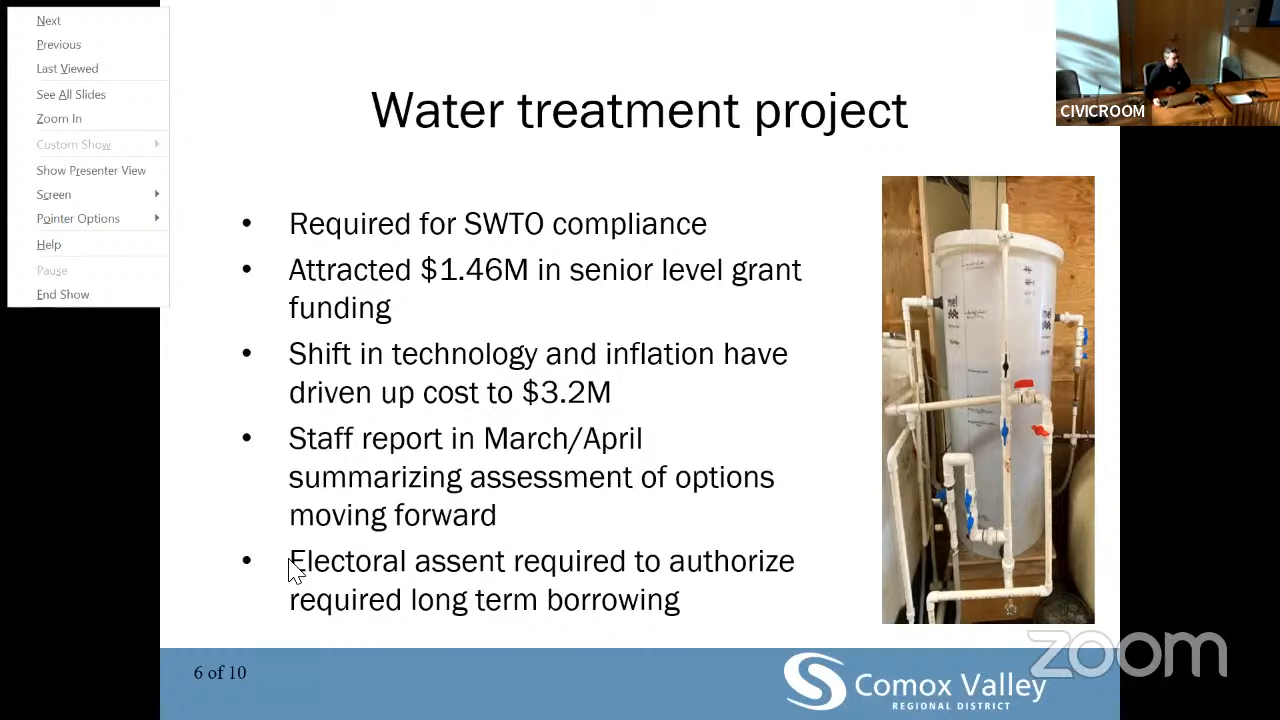 Next
Previous
Last Viewed
See All Slides
Zoom In
Custom Show
Show Presenter View
Screen
Pointer Options
Help
Pause
End Show
CIVICROOM
Water treatment project
• Required for SWTO compliance
• Attracted $1.46M in senior level grant
funding
• Shift in technology and inflation have
driven up cost to $3.2M
• Staff report in March/April
summarizing assessment of options
moving forward
• Electoral assent required to authorize
required long term borrowing
mel
mel
6 of 10
Comox Valley
REGIONAL DISTRICT
zoom